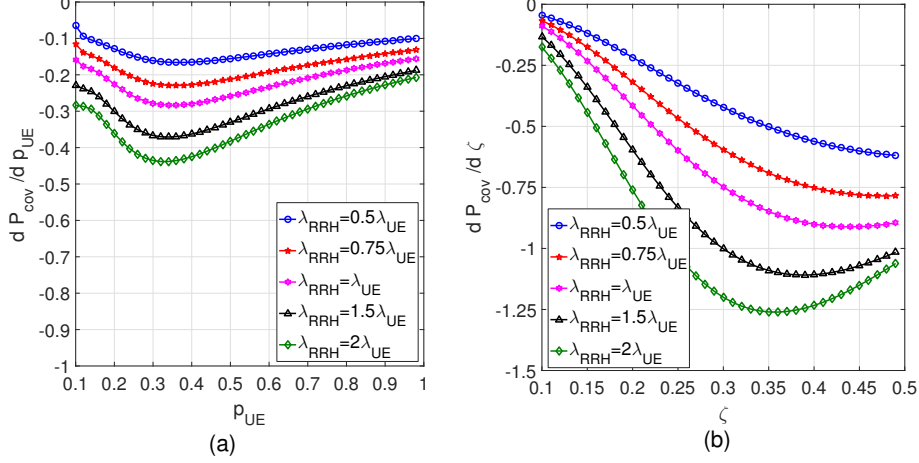 0
-0.1
-0.2
-0.3
-0.4
-0.5
-0.6
-0.7
-0.8
-0.9
-1
d P_cov /d p_UE
0.1 0.2 0.3 0.4 0.5 0.6 0.7 0.8 0.9 1
p_UE
λ_RRH=0.5λ_UE
λ_RRH=0.75λ_UE
λ_RRH=λ_UE
λ_RRH=1.5λ_UE
λ_RRH=2λ_UE
(a)
0
-0.25
-0.5
-0.75
-1
-1.25
-1.5
d P_cov /d ζ
0.1 0.15 0.2 0.25 0.3 0.35 0.4 0.45 0.5
ζ
λ_RRH=0.5λ_UE
λ_RRH=0.75λ_UE
λ_RRH=λ_UE
λ_RRH=1.5λ_UE
λ_RRH=2λ_UE
(b)